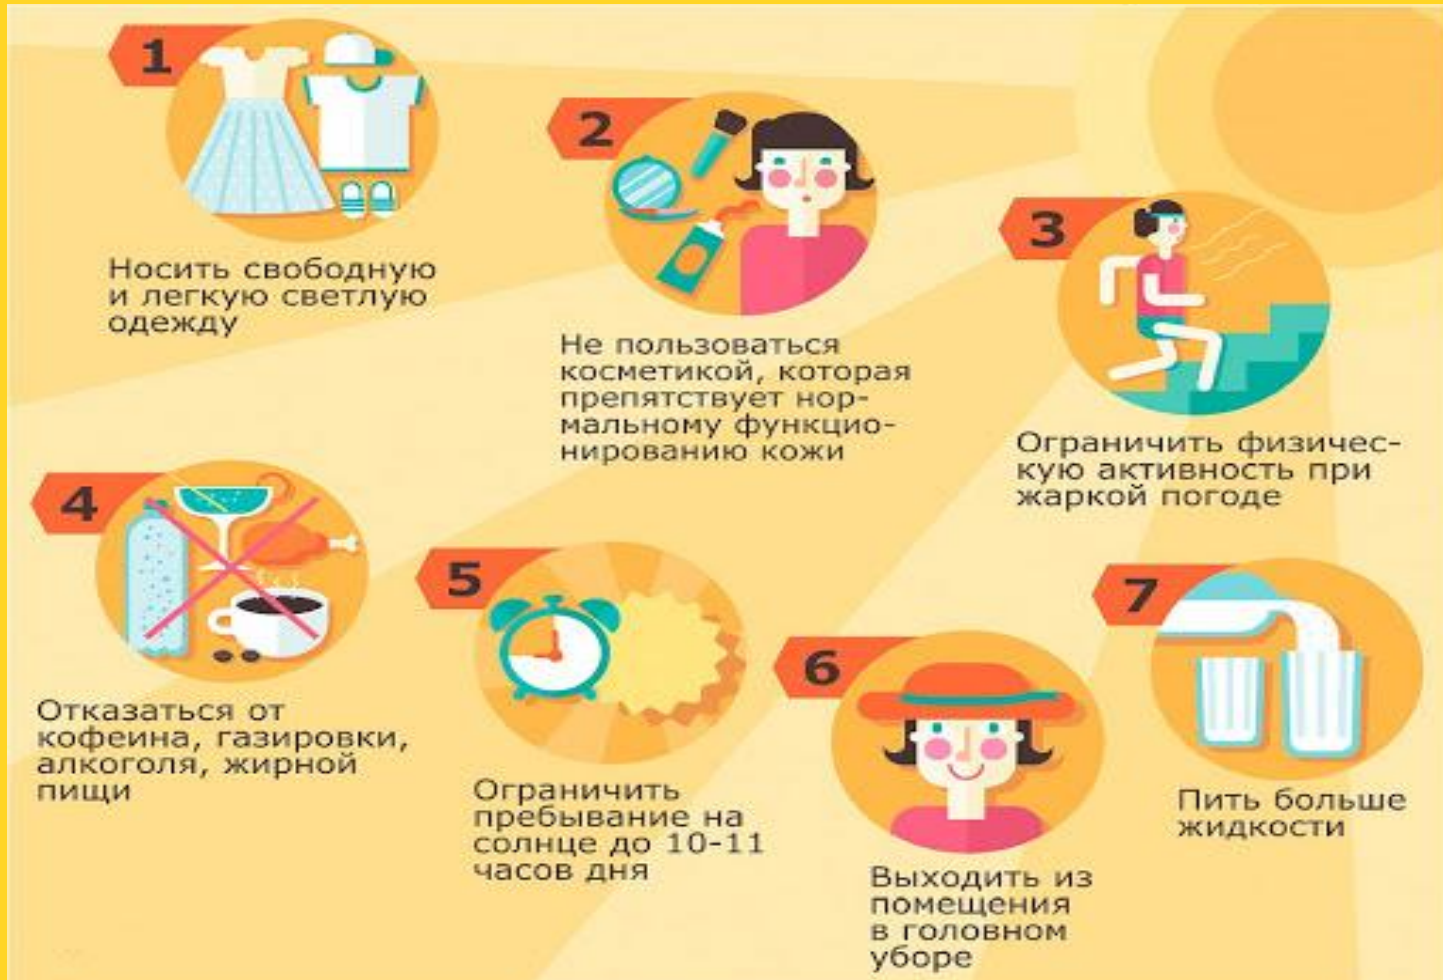 1
Носить свободную
и легкую светлую
одежду
2
Не пользоваться
косметикой, которая
препятствует нор-
мальному функцио-
нированию кожи
3
Ограничить физичес-
кую активность при
жаркой погоде
4
Отказаться от
кофеина, газировки,
алкоголя, жирной
пищи
5
Ограничить
пребывание на
солнце до 10-11
часов дня
6
Выходить из
помещения
в головном
уборе
7
Пить больше
жидкости